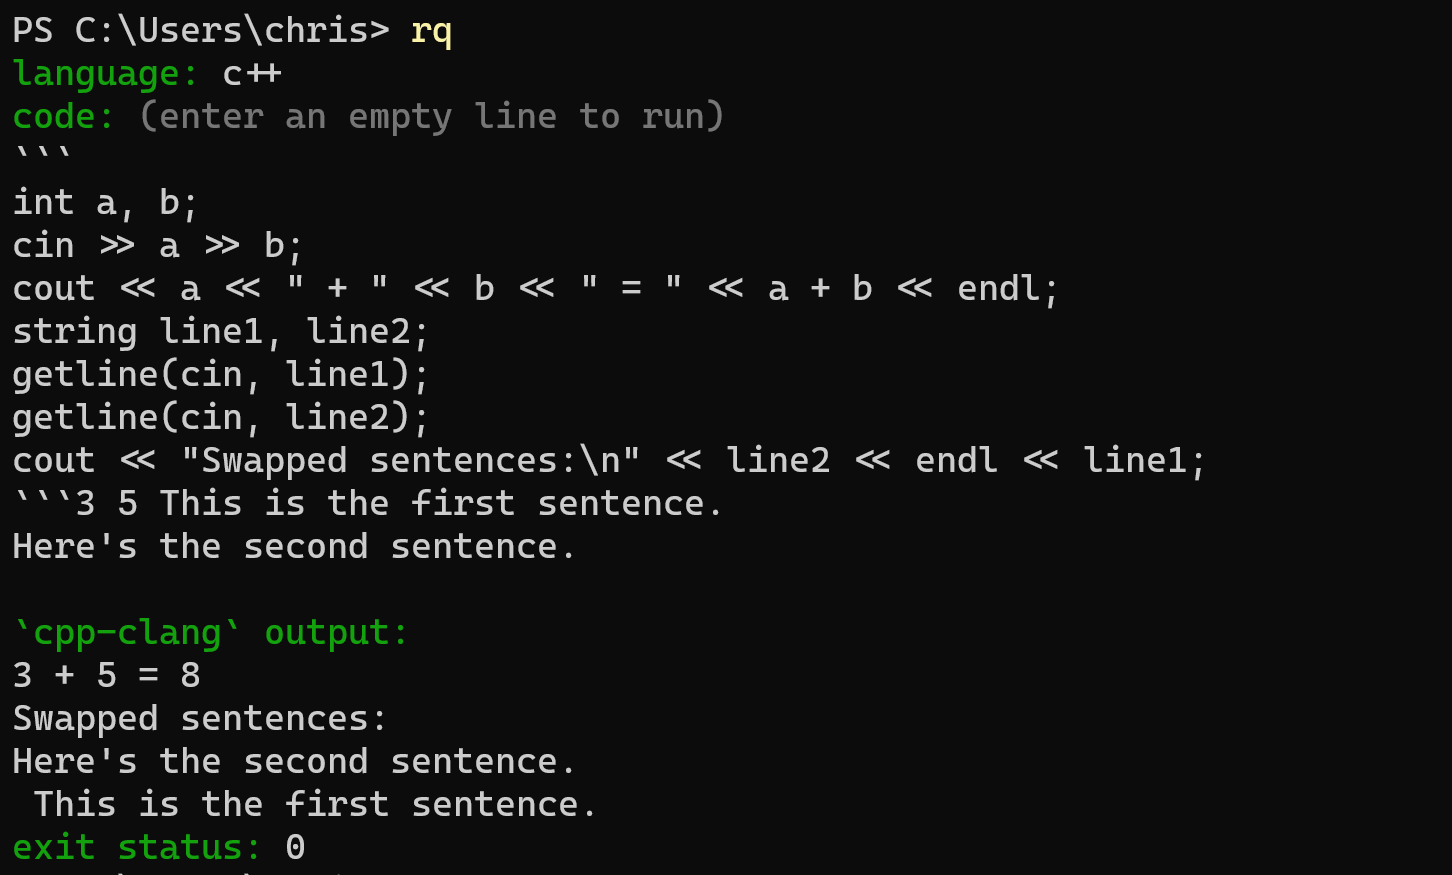 PS C:\Users\chris> rq
language: c++
code: (enter an empty line to run)
```
int a, b;
cin >> a >> b;
cout << a << " + " << b << " = " << a + b << endl;
string line1, line2;
getline(cin, line1);
getline(cin, line2);
cout << "Swapped sentences:\n" << line2 << endl << line1;
```3 5 This is the first sentence.
Here's the second sentence.

`cpp-clang` output:
3 + 5 = 8
Swapped sentences:
Here's the second sentence.
 This is the first sentence.
exit status: 0